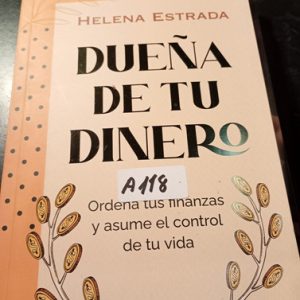 HELENA ESTRADA
DUEÑA
DE TU
DINERO
A118
Ordena tus finanzas
y asume el control
de tu vida